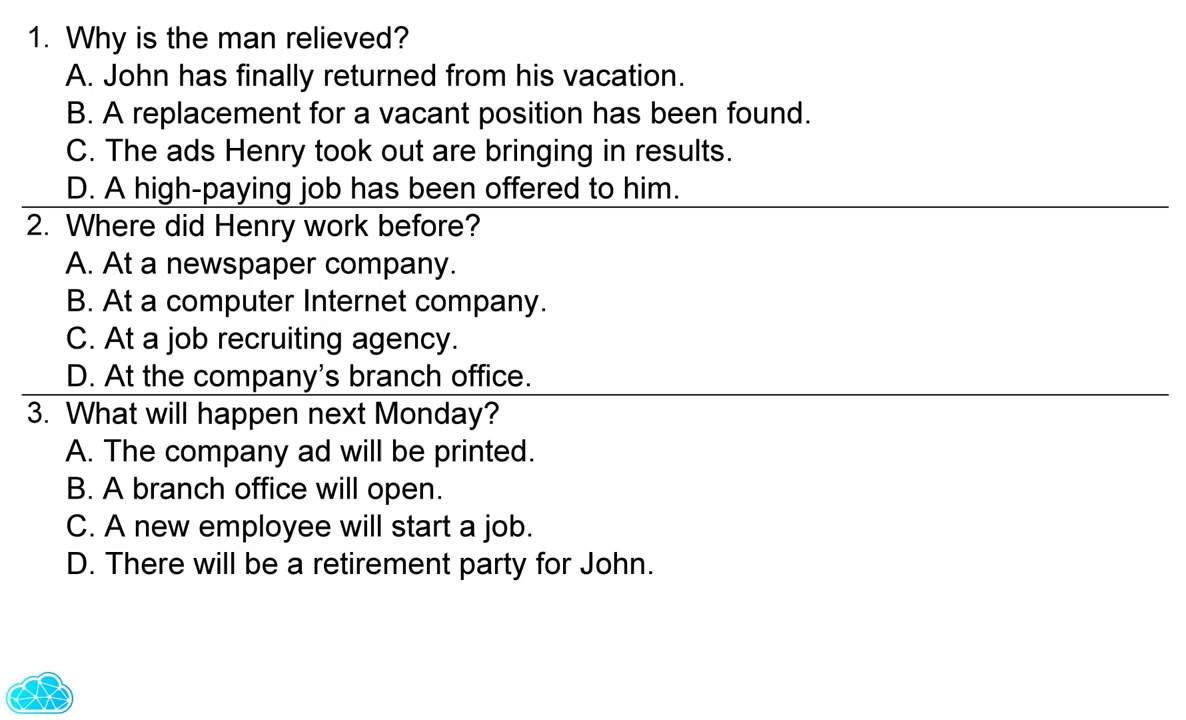 1. Why is the man relieved?
A. John has finally returned from his vacation.
B. A replacement for a vacant position has been found.
C. The ads Henry took out are bringing in results.
D. A high-paying job has been offered to him.
2. Where did Henry work before?
A. At a newspaper company.
B. At a computer Internet company.
C. At a job recruiting agency.
D. At the company’s branch office.
3. What will happen next Monday?
A. The company ad will be printed.
B. A branch office will open.
C. A new employee will start a job.
D. There will be a retirement party for John.